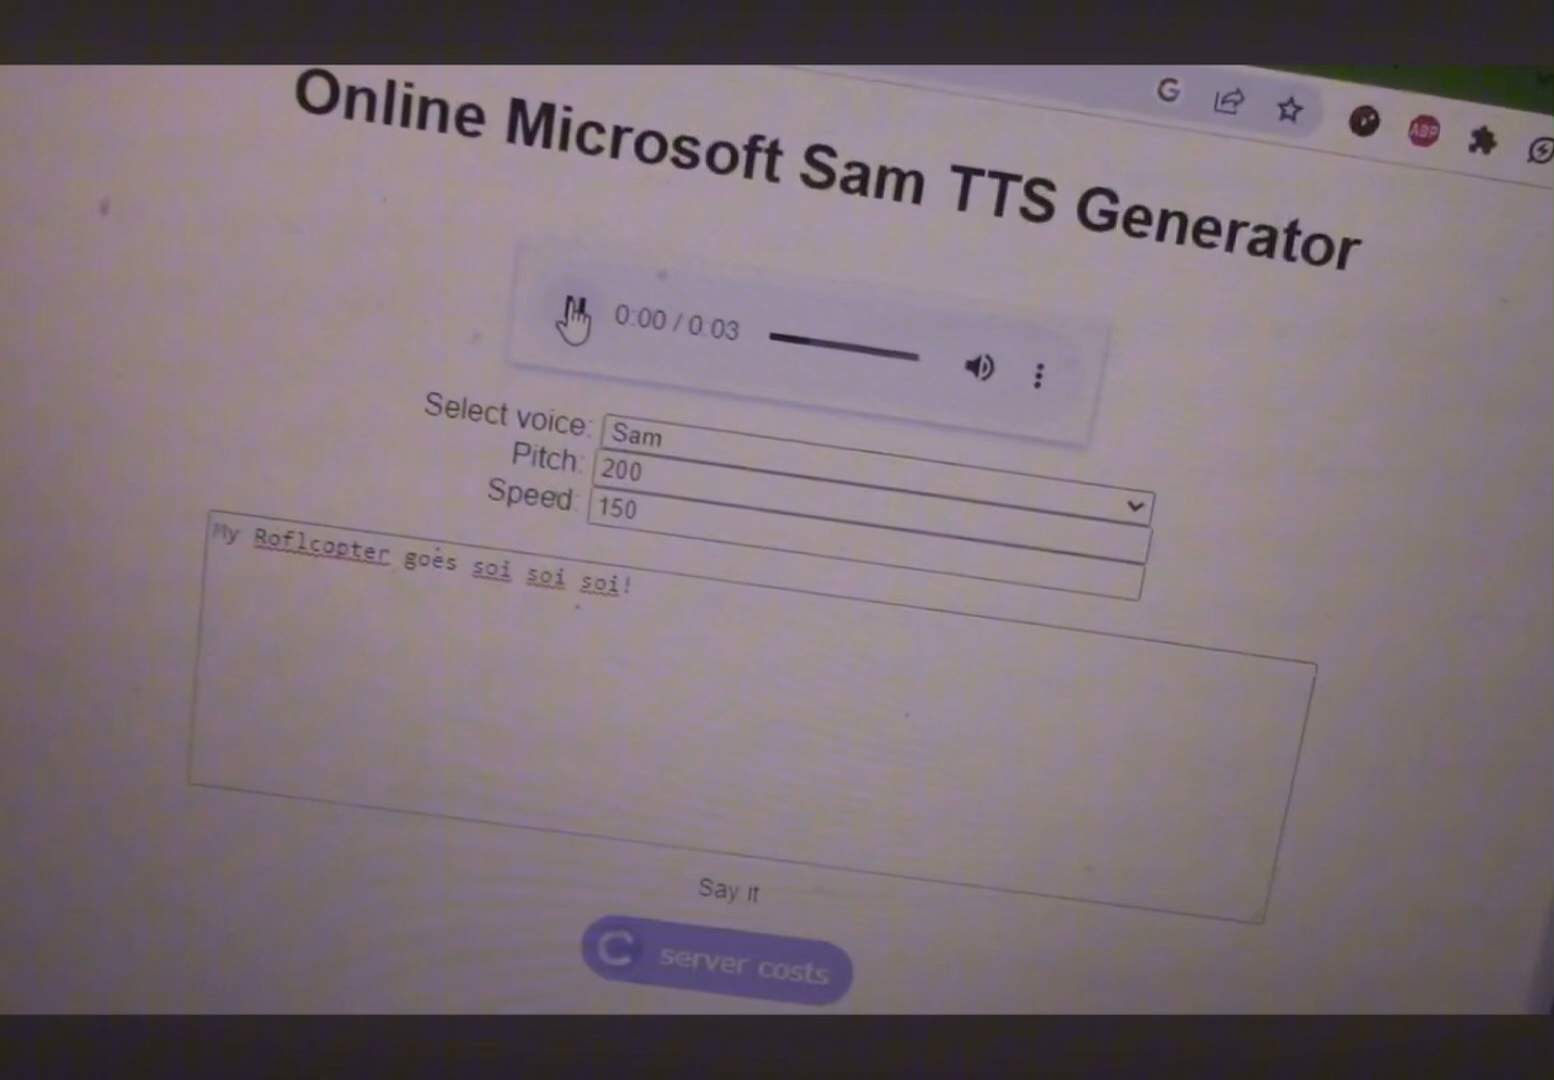 Online Microsoft Sam TTS Generator
G
ABP
0:00 / 0:03
Select voice: Sam
Pitch: 200
Speed: 150
My Roflcopter goes soi soi soi!
Say it
C server costs